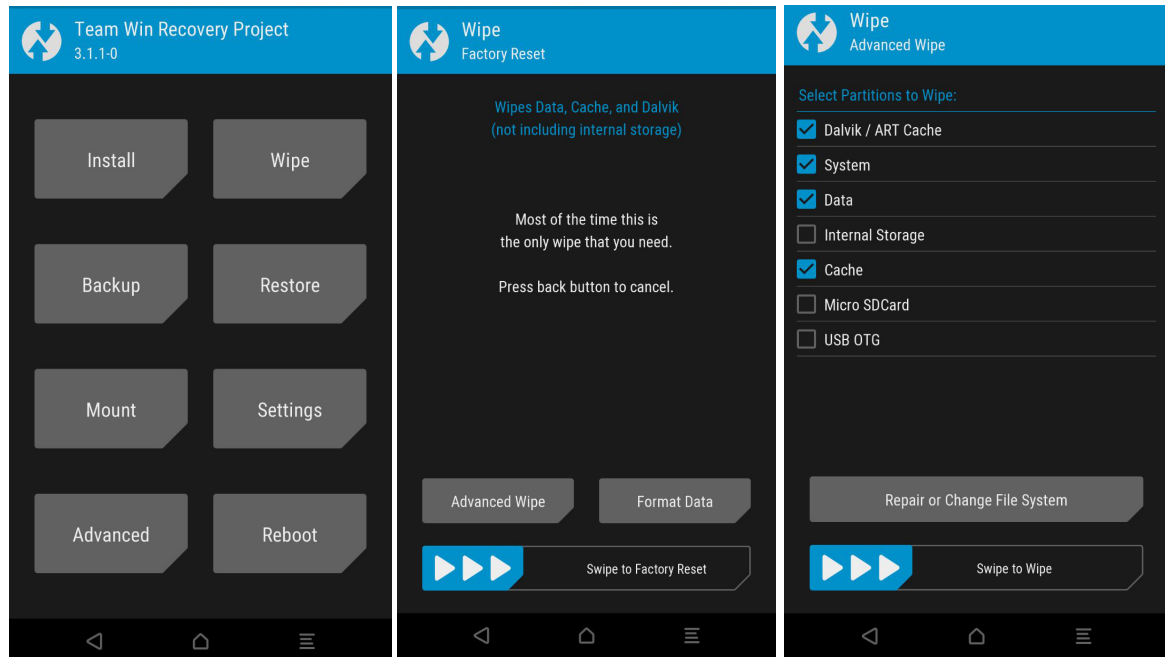 Team Win Recovery Project
3.1.1-0
Install
Wipe
Backup
Restore
Mount
Settings
Advanced
Reboot
Wipe
Factory Reset
Wipes Data, Cache, and Dalvik
(not including internal storage)
Most of the time this is
the only wipe that you need.
Press back button to cancel.
Advanced Wipe
Format Data
Swipe to Factory Reset
Wipe
Advanced Wipe
Select Partitions to Wipe:
Dalvik / ART Cache
System
Data
Internal Storage
Cache
Micro SDCard
USB OTG
Repair or Change File System
Swipe to Wipe